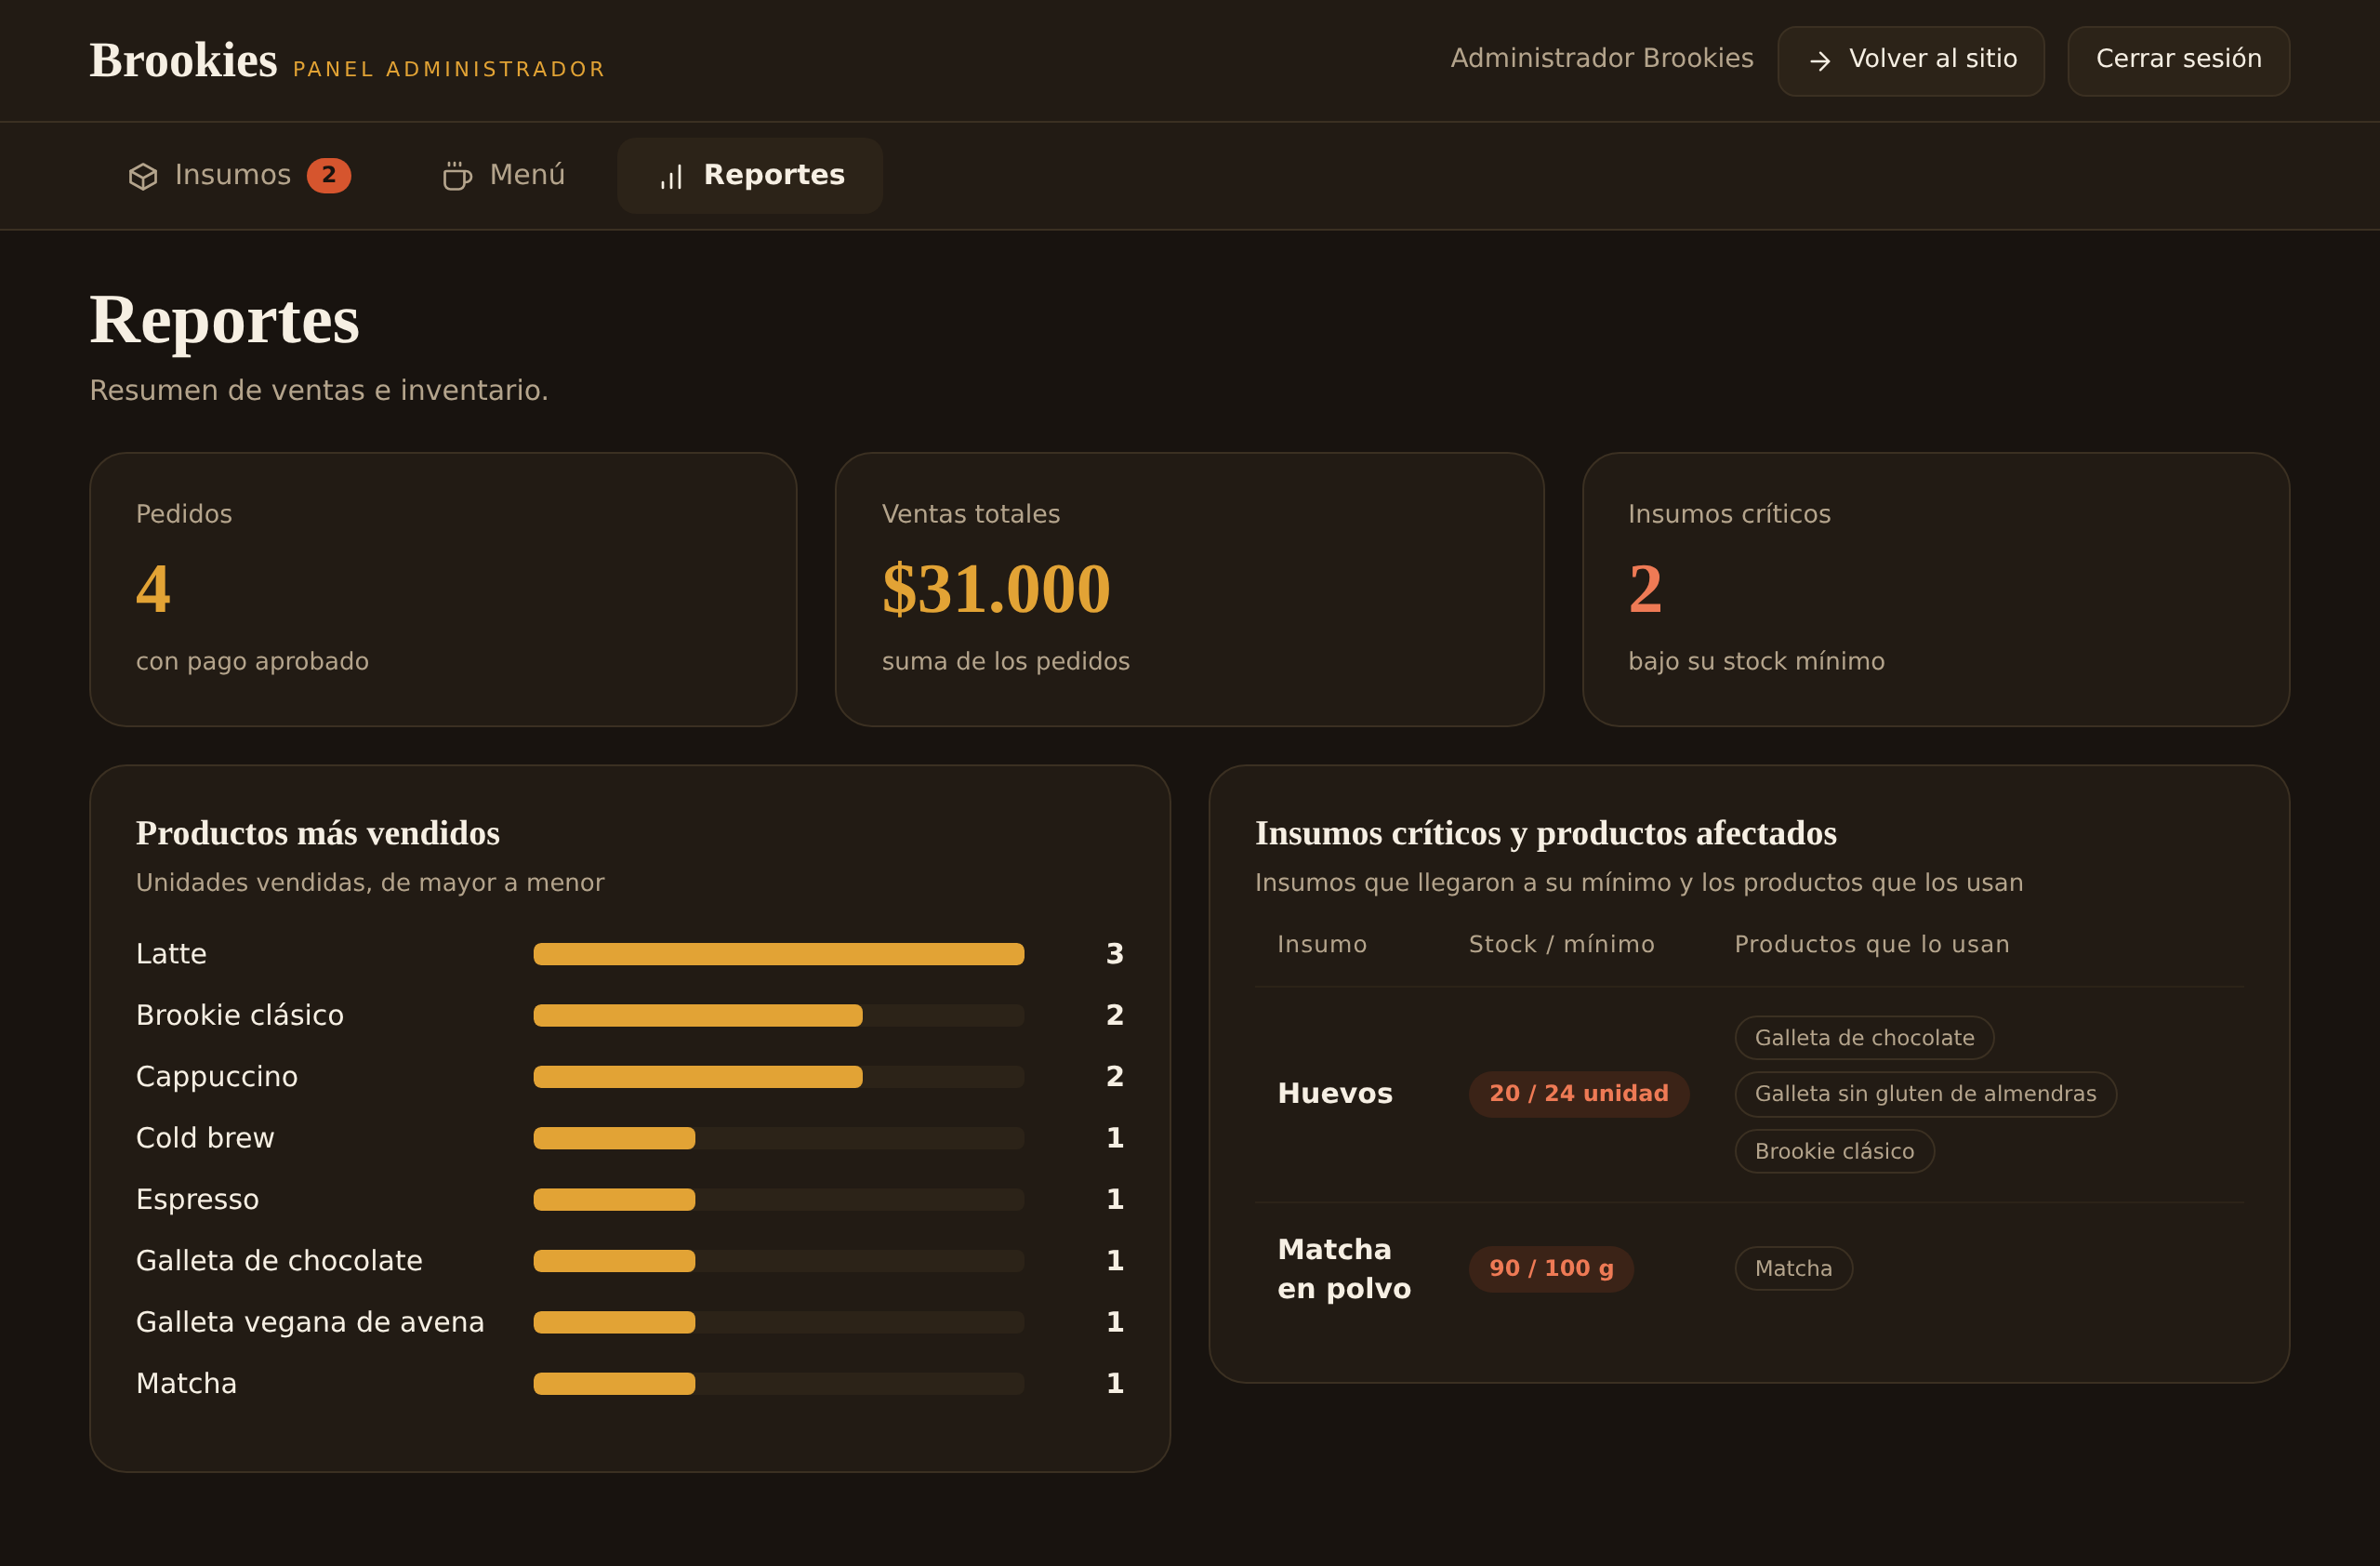 Brookies PANEL ADMINISTRADOR
Administrador Brookies
Volver al sitio
Cerrar sesión
Insumos 2
Menú
Reportes
Reportes
Resumen de ventas e inventario.
Pedidos
4
con pago aprobado
Ventas totales
$31.000
suma de los pedidos
Insumos críticos
2
bajo su stock mínimo
Productos más vendidos
Unidades vendidas, de mayor a menor
Latte 3
Brookie clásico 2
Cappuccino 2
Cold brew 1
Espresso 1
Galleta de chocolate 1
Galleta vegana de avena 1
Matcha 1
Insumos críticos y productos afectados
Insumos que llegaron a su mínimo y los productos que los usan
Insumo Stock / mínimo Productos que lo usan
Huevos
20 / 24 unidad
Galleta de chocolate
Galleta sin gluten de almendras
Brookie clásico
Matcha
en polvo
90 / 100 g
Matcha